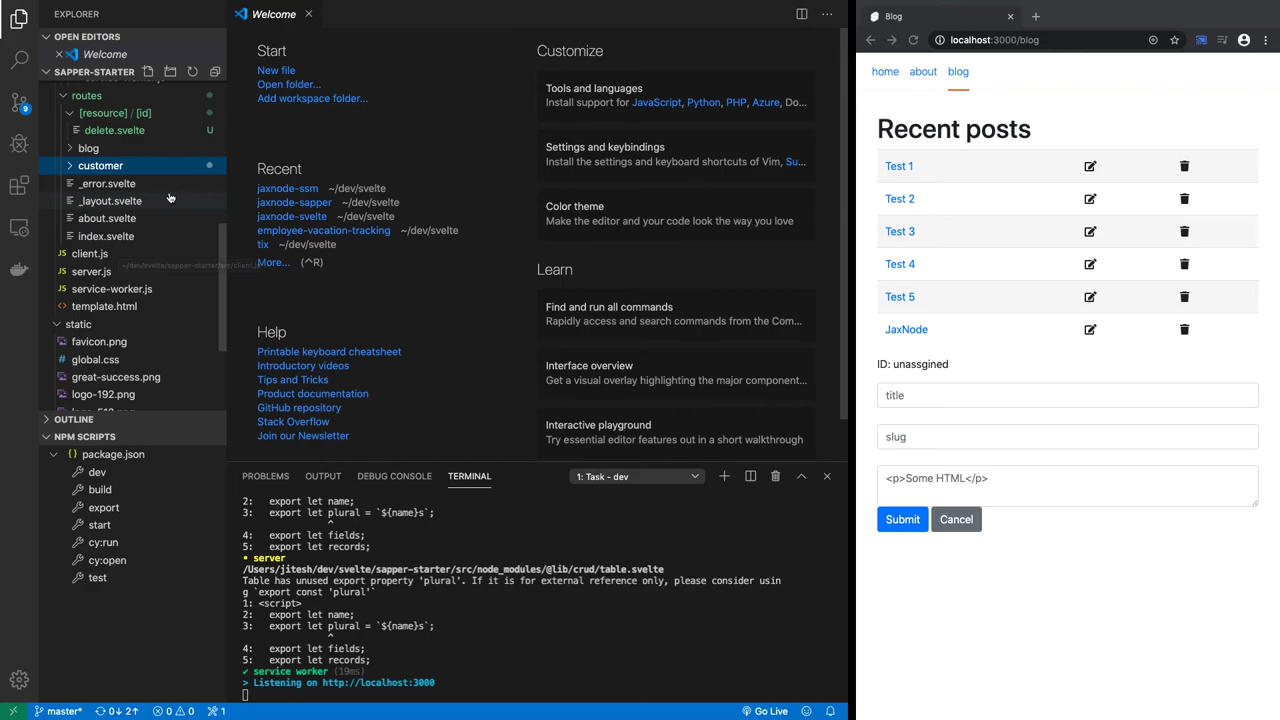 EXPLORER
OPEN EDITORS
Welcome
SAPPER-STARTER
routes
[resource] / [id]
delete.svelte U
blog
customer
_error.svelte
_layout.svelte
about.svelte
index.svelte
client.js
~/dev/svelte/sapper-starter/src/client.js
JS server.js
JS service-worker.js
template.html
static
favicon.png
# global.css
great-success.png
logo-192.png
OUTLINE
NPM SCRIPTS
{} package.json
dev
build
export
start
cy:run
cy:open
test
9
Welcome
Start
New file
Open folder...
Add workspace folder...
Recent
jaxnode-ssm ~/dev/svelte
jaxnode-sapper ~/dev/svelte
jaxnode-svelte ~/dev/svelte
employee-vacation-tracking ~/dev/svelte
tix ~/dev/svelte
More... (^R)
Help
Printable keyboard cheatsheet
Introductory videos
Tips and Tricks
Product documentation
GitHub repository
Stack Overflow
Join our Newsletter
Customize
Tools and languages
Install support for JavaScript, Python, PHP, Azure, Do...
Settings and keybindings
Install the settings and keyboard shortcuts of Vim, Su...
Color theme
Make the editor and your code look the way you love
Learn
Find and run all commands
Rapidly access and search commands from the Com...
Interface overview
Get a visual overlay highlighting the major component...
Interactive playground
Try essential editor features out in a short walkthrough
PROBLEMS OUTPUT DEBUG CONSOLE TERMINAL 1: Task - dev
2: export let name;
3: export let plural = `${name}s`;
^
4: export let fields;
5: export let records;
• server
/Users/jitesh/dev/svelte/sapper-starter/src/node_modules/@lib/crud/table.svelte
Table has unused export property 'plural'. If it is for external reference only, please consider usin
g `export const 'plural'`
1: <script>
2: export let name;
3: export let plural = `${name}s`;
^
4: export let fields;
5: export let records;
✔ service worker (19ms)
> Listening on http://localhost:3000
master* 0↓ 2↑ 0 0 1 Go Live
Blog
localhost:3000/blog
home about blog
Recent posts
Test 1
Test 2
Test 3
Test 4
Test 5
JaxNode
ID: unassgined
title
slug
<p>Some HTML</p>
Submit Cancel